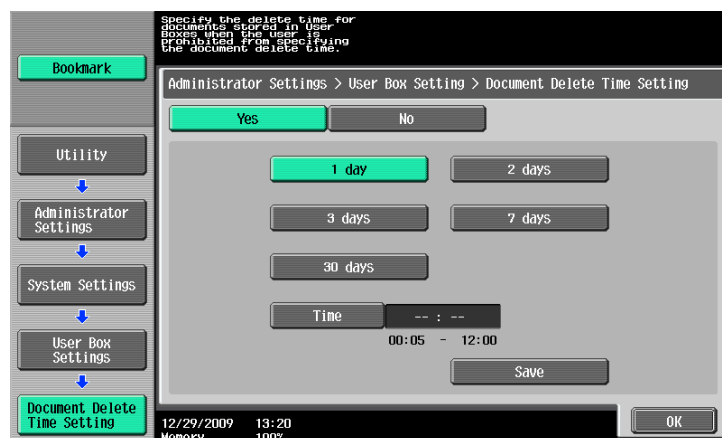 Specify the delete time for
documents stored in User
Boxes when the user is
prohibited from specifying
the document delete time.
Bookmark
Administrator Settings > User Box Setting > Document Delete Time Setting
Yes No
Utility
1 day 2 days
Administrator
Settings
3 days 7 days
System Settings
30 days
Time -- : --
00:05 - 12:00
User Box
Settings
Save
Document Delete
Time Setting
12/29/2009 13:20
OK
Memory 100%